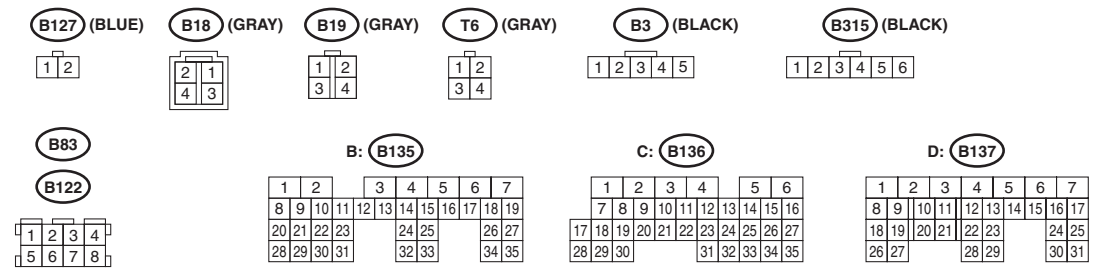 B127 (BLUE) B18 (GRAY) B19 (GRAY) T6 (GRAY) B3 (BLACK) B315 (BLACK)
1 2
2 1
4 3
1 2
3 4
1 2
3 4
1 2 3 4 5
1 2 3 4 5 6
B83
B122
1 2 3 4
5 6 7 8
B: B135
1 2 3 4 5 6 7
8 9 10 11 12 13 14 15 16 17 18 19
20 21 22 23 24 25 26 27
28 29 30 31 32 33 34 35
C: B136
1 2 3 4 5 6
7 8 9 10 11 12 13 14 15 16
17 18 19 20 21 22 23 24 25 26 27
28 29 30 31 32 33 34 35
D: B137
1 2 3 4 5 6 7
8 9 10 11 12 13 14 15 16 17
18 19 20 21 22 23 24 25
26 27 28 29 30 31